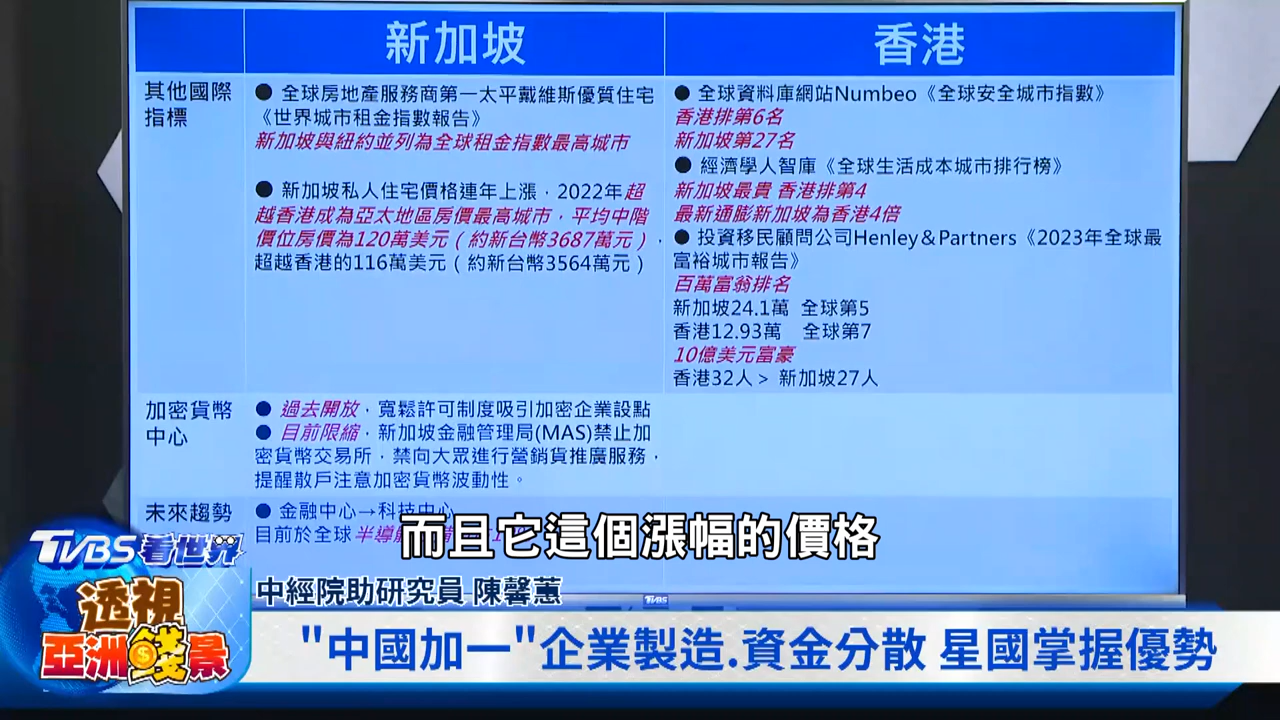 新加坡
香港
其他國際
指標
● 全球房地產服務商第一太平戴維斯優質住宅
《世界城市租金指數報告》
新加坡與紐約並列為全球租金指數最高城市
● 新加坡私人住宅價格連年上漲，2022年超
越香港成為亞太地區房價最高城市，平均中階
價位房價為120萬美元（約新台幣3687萬元），
超越香港的116萬美元（約新台幣3564萬元）
● 全球資料庫網站Numbeo《全球安全城市指數》
香港排第6名
新加坡第27名
● 經濟學人智庫《全球生活成本城市排行榜》
新加坡最貴 香港排第4
最新通膨新加坡為香港4倍
● 投資移民顧問公司Henley＆Partners《2023年全球最
富裕城市報告》
百萬富翁排名
新加坡24.1萬 全球第5
香港12.93萬 全球第7
10億美元富豪
香港32人＞ 新加坡27人
加密貨幣
中心
● 過去開放，寬鬆許可制度吸引加密企業設點
● 目前限縮，新加坡金融管理局(MAS)禁止加
密貨幣交易所，禁向大眾進行營銷貨推廣服務，
提醒散戶注意加密貨幣波動性。
未來趨勢
● 金融中心→科技中心
目前於全球半導
而且它這個漲幅的價格
TVBS看世界
透視
亞洲錢景
中經院助研究員 陳馨蕙
TVBS
"中國加一"企業製造.資金分散 星國掌握優勢